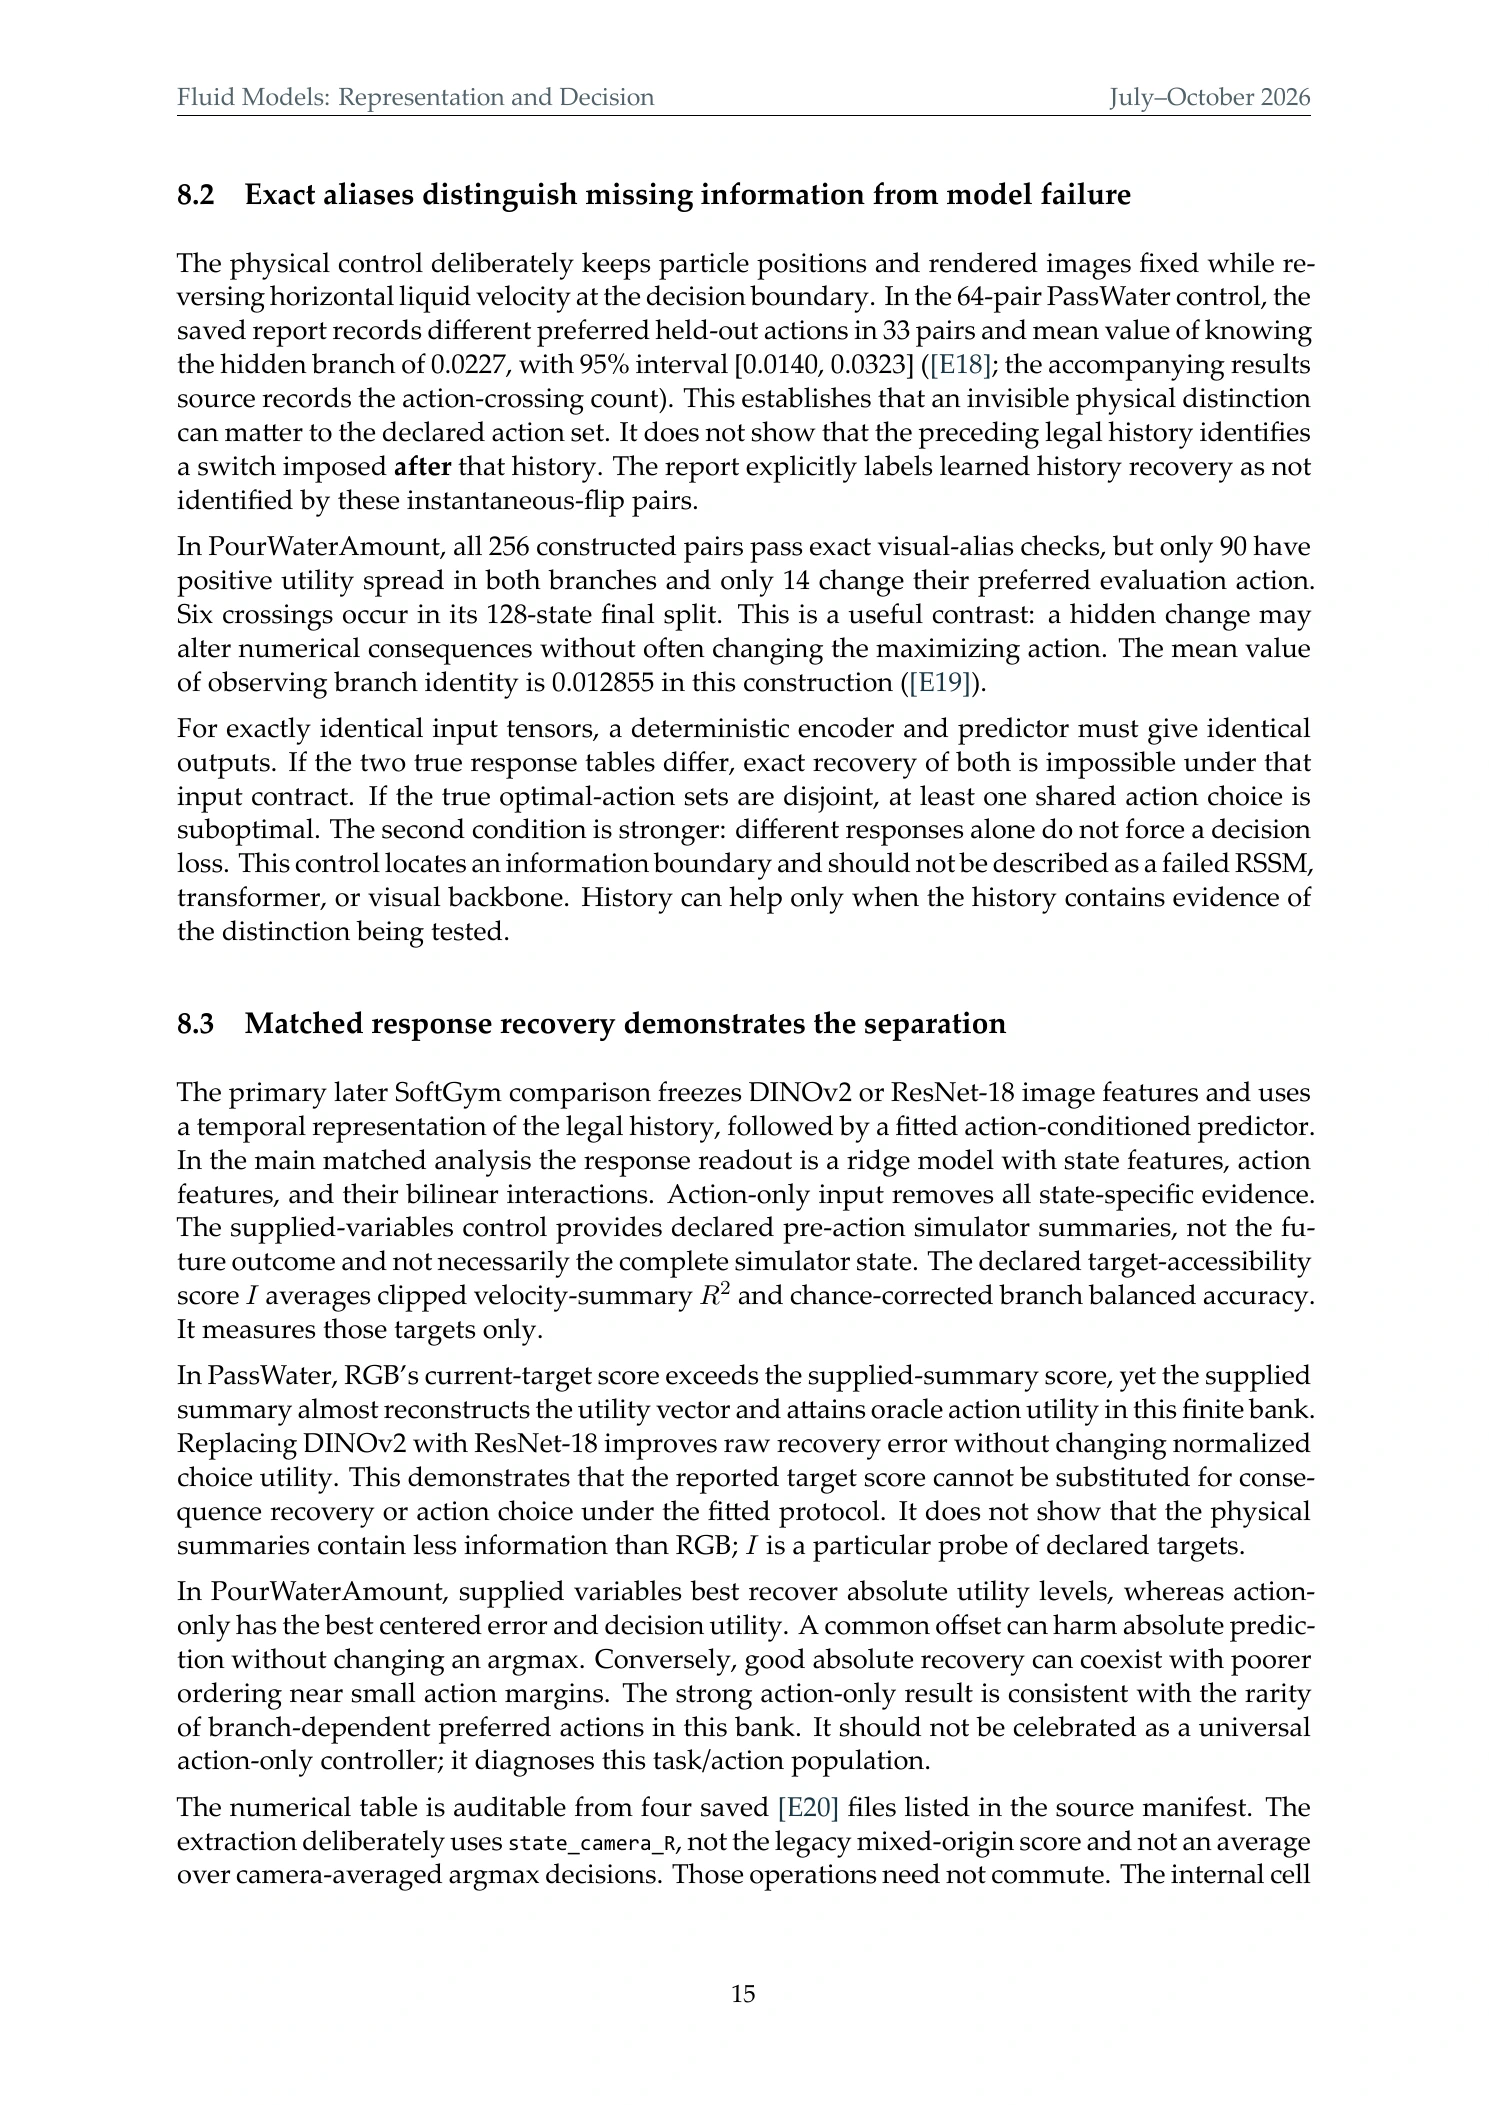 Fluid Models: Representation and Decision July–October 2026
8.2 Exact aliases distinguish missing information from model failure
The physical control deliberately keeps particle positions and rendered images fixed while re-
versing horizontal liquid velocity at the decision boundary. In the 64-pair PassWater control, the
saved report records different preferred held-out actions in 33 pairs and mean value of knowing
the hidden branch of 0.0227, with 95% interval [0.0140, 0.0323] ([E18]; the accompanying results
source records the action-crossing count). This establishes that an invisible physical distinction
can matter to the declared action set. It does not show that the preceding legal history identifies
a switch imposed after that history. The report explicitly labels learned history recovery as not
identified by these instantaneous-flip pairs.
In PourWaterAmount, all 256 constructed pairs pass exact visual-alias checks, but only 90 have
positive utility spread in both branches and only 14 change their preferred evaluation action.
Six crossings occur in its 128-state final split. This is a useful contrast: a hidden change may
alter numerical consequences without often changing the maximizing action. The mean value
of observing branch identity is 0.012855 in this construction ([E19]).
For exactly identical input tensors, a deterministic encoder and predictor must give identical
outputs. If the two true response tables differ, exact recovery of both is impossible under that
input contract. If the true optimal-action sets are disjoint, at least one shared action choice is
suboptimal. The second condition is stronger: different responses alone do not force a decision
loss. This control locates an information boundary and should not be described as a failed RSSM,
transformer, or visual backbone. History can help only when the history contains evidence of
the distinction being tested.
8.3 Matched response recovery demonstrates the separation
The primary later SoftGym comparison freezes DINOv2 or ResNet-18 image features and uses
a temporal representation of the legal history, followed by a fitted action-conditioned predictor.
In the main matched analysis the response readout is a ridge model with state features, action
features, and their bilinear interactions. Action-only input removes all state-specific evidence.
The supplied-variables control provides declared pre-action simulator summaries, not the fu-
ture outcome and not necessarily the complete simulator state. The declared target-accessibility
score I averages clipped velocity-summary R² and chance-corrected branch balanced accuracy.
It measures those targets only.
In PassWater, RGB's current-target score exceeds the supplied-summary score, yet the supplied
summary almost reconstructs the utility vector and attains oracle action utility in this finite bank.
Replacing DINOv2 with ResNet-18 improves raw recovery error without changing normalized
choice utility. This demonstrates that the reported target score cannot be substituted for conse-
quence recovery or action choice under the fitted protocol. It does not show that the physical
summaries contain less information than RGB; I is a particular probe of declared targets.
In PourWaterAmount, supplied variables best recover absolute utility levels, whereas action-
only has the best centered error and decision utility. A common offset can harm absolute predic-
tion without changing an argmax. Conversely, good absolute recovery can coexist with poorer
ordering near small action margins. The strong action-only result is consistent with the rarity
of branch-dependent preferred actions in this bank. It should not be celebrated as a universal
action-only controller; it diagnoses this task/action population.
The numerical table is auditable from four saved [E20] files listed in the source manifest. The
extraction deliberately uses state_camera_R, not the legacy mixed-origin score and not an average
over camera-averaged argmax decisions. Those operations need not commute. The internal cell
15